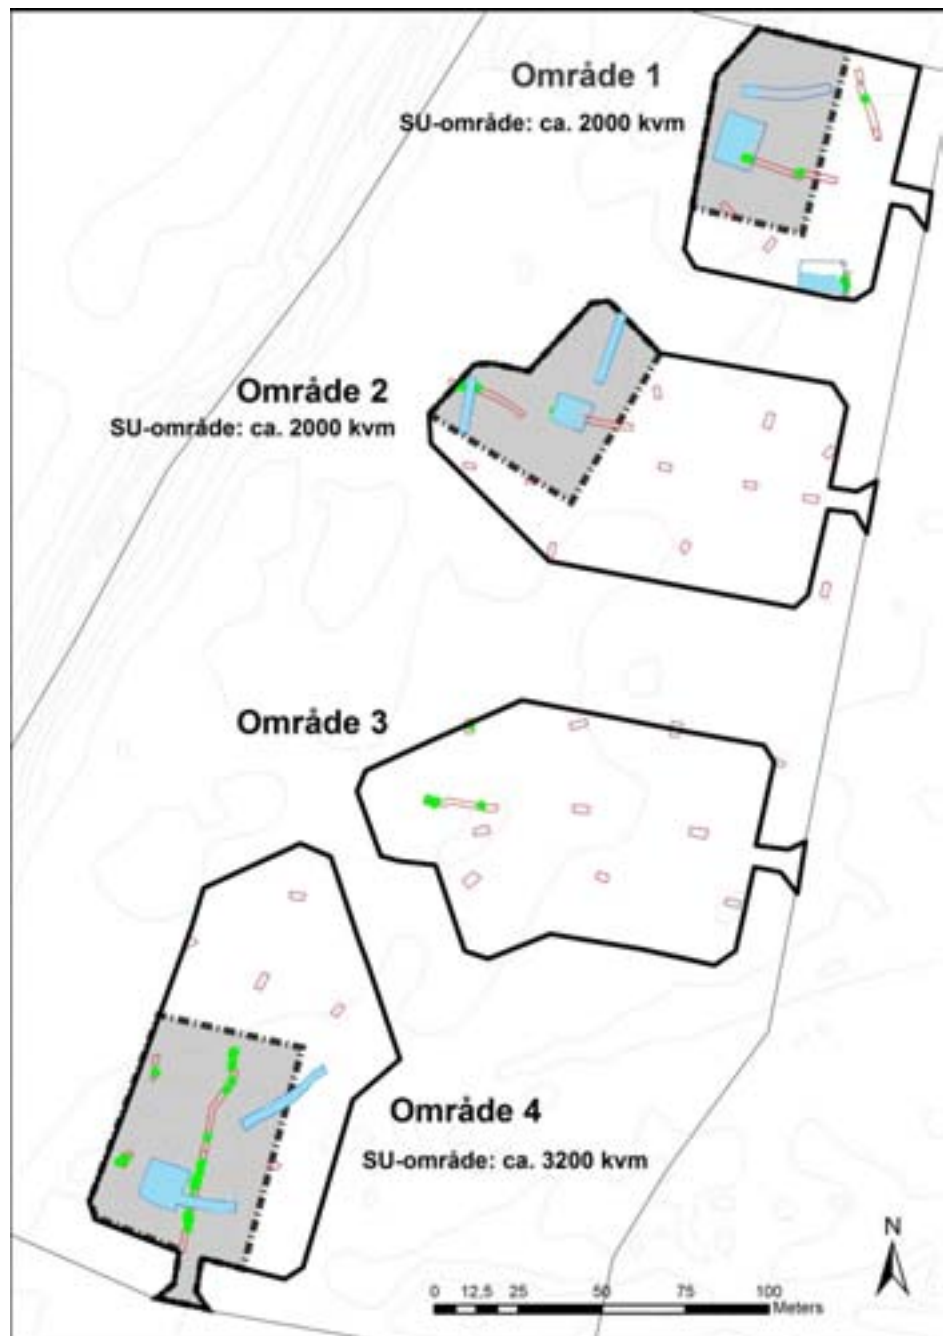 Område 1
SU-område: ca. 2000 kvm
Område 2
SU-område: ca. 2000 kvm
Område 3
Område 4
SU-område: ca. 3200 kvm
N
0 12,5 25 50 75 100
Meters